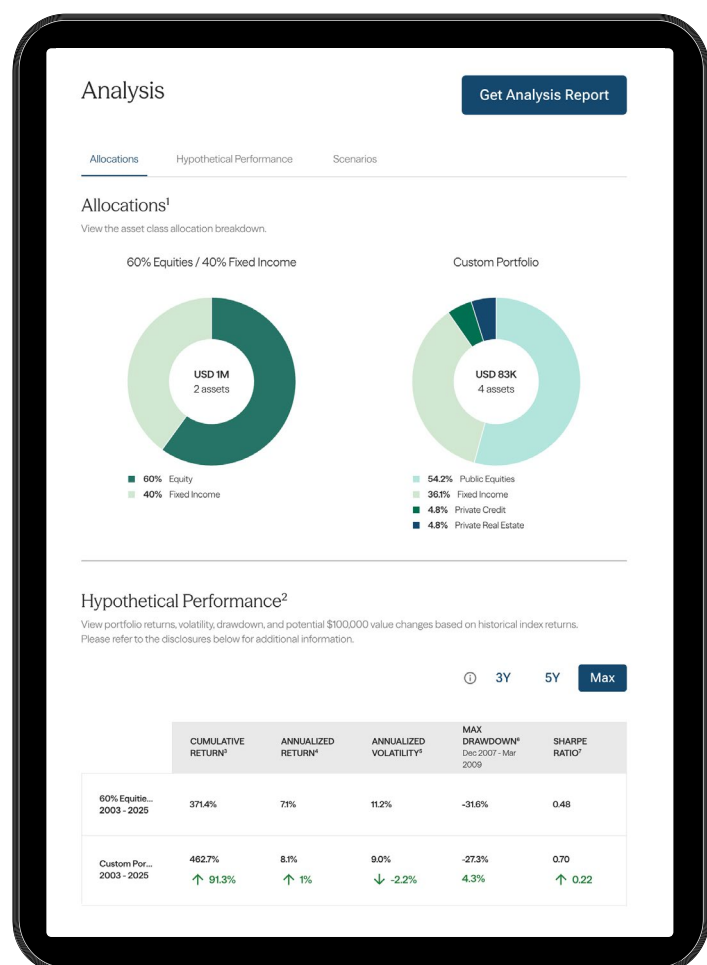 Analysis
Get Analysis Report
Allocations
Hypothetical Performance
Scenarios
Allocations¹
View the asset class allocation breakdown.
60% Equities / 40% Fixed Income
USD 1M
2 assets
60% Equity
40% Fixed Income
Custom Portfolio
USD 83K
4 assets
54.2% Public Equities
36.1% Fixed Income
4.8% Private Credit
4.8% Private Real Estate
Hypothetical Performance²
View portfolio returns, volatility, drawdown, and potential $100,000 value changes based on historical index returns.
Please refer to the disclosures below for additional information.
3Y 5Y Max
CUMULATIVE
RETURN³
ANNUALIZED
RETURN⁴
ANNUALIZED
VOLATILITY⁵
MAX
DRAWDOWN⁶
Dec 2007 - Mar
2009
SHARPE
RATIO⁷
60% Equitie...
2003 - 2025
371.4% 7.1% 11.2% -31.6% 0.48
Custom Por...
2003 - 2025
462.7% 8.1% 9.0% -27.3% 0.70
↑ 91.3% ↑ 1% ↓ -2.2% 4.3% ↑ 0.22